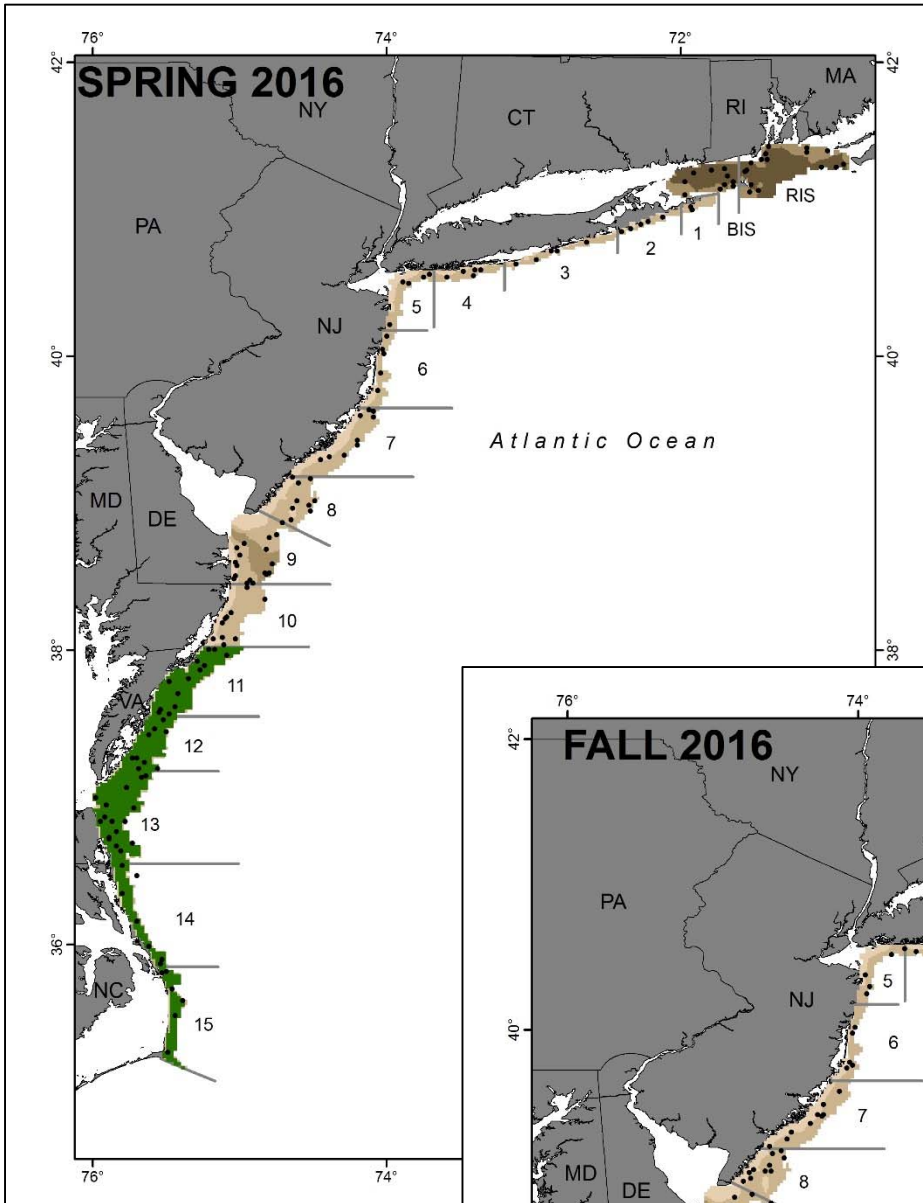 76° 74° 72°
42° 42°
SPRING 2016
NY CT RI MA
PA
RIS
BIS
1
2
3
4
5
NJ
40° 40°
6
Atlantic Ocean
7
MD DE
8
9
10
38°
11
VA
12
13
14
36°
NC
15
76° 74°
76° 74°
42°
FALL 2016
NY
PA
5
NJ
40°
6
7
MD DE
8